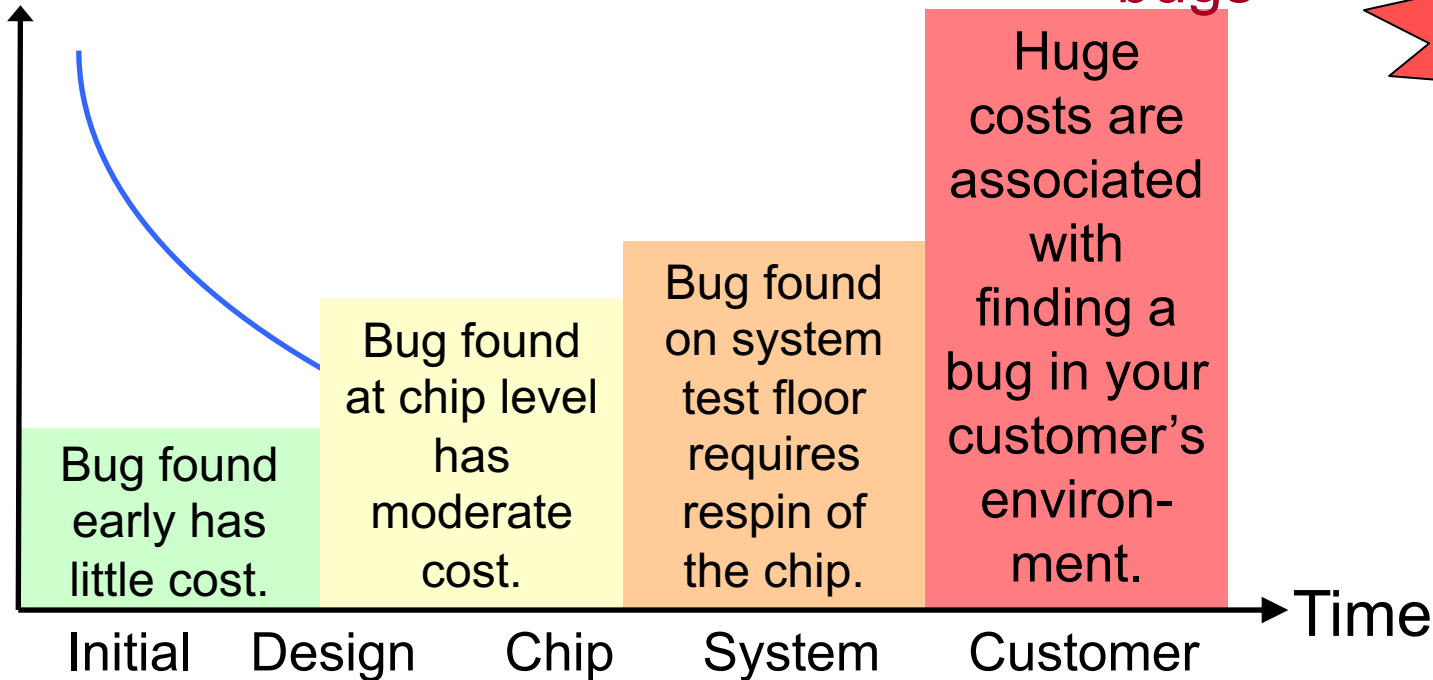 bugs
Huge
costs are
associated
with
finding a
bug in your
customer's
environ-
ment.
Bug found
on system
test floor
requires
respin of
the chip.
Bug found
at chip level
has
moderate
cost.
Bug found
early has
little cost.
Time
Initial Design Chip System Customer